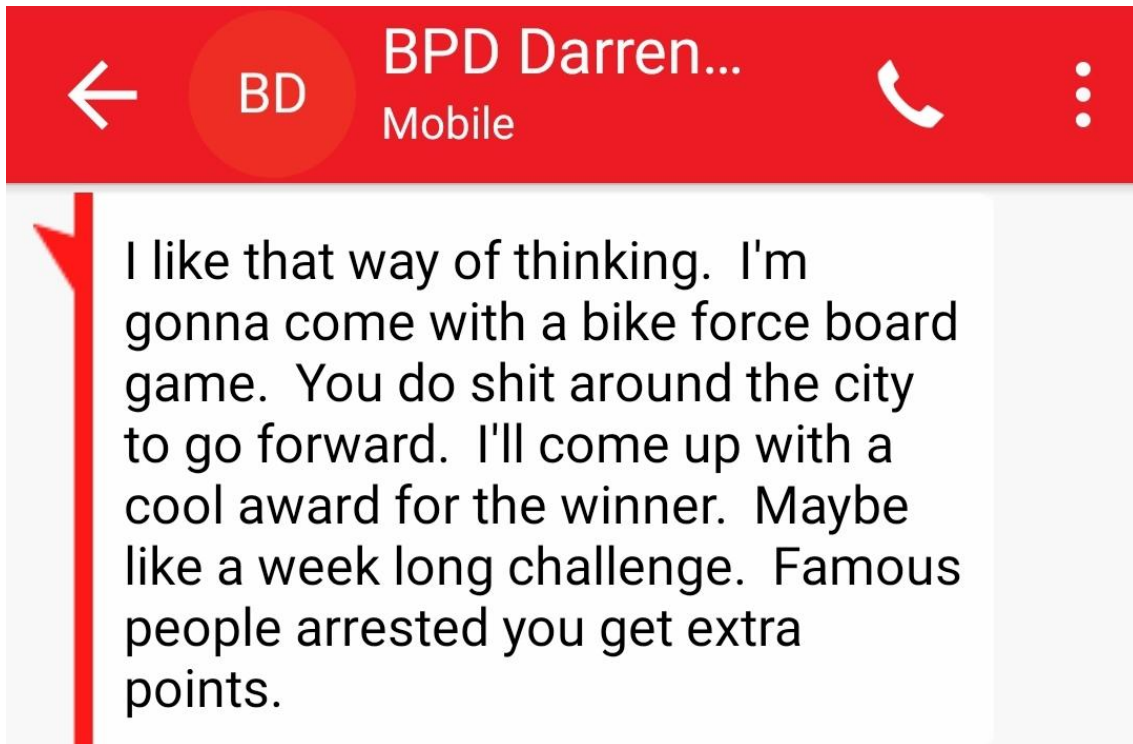 BPD Darren...
BD
Mobile
I like that way of thinking.  I'm
gonna come with a bike force board
game.  You do shit around the city
to go forward.  I'll come up with a
cool award for the winner.  Maybe
like a week long challenge.  Famous
people arrested you get extra
points.